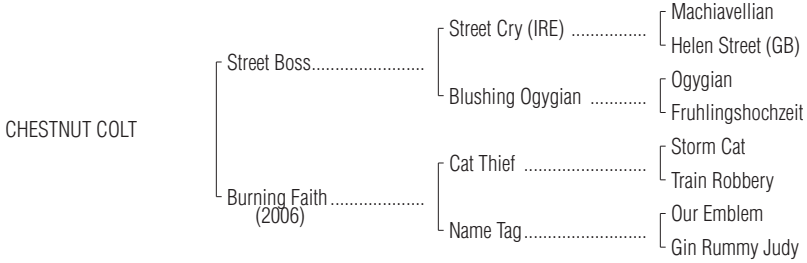 Machiavellian
Street Cry (IRE) ................
Helen Street (GB)
Street Boss........................
Ogygian
Blushing Ogygian ............
Fruhlingshochzeit
CHESTNUT COLT
Storm Cat
Cat Thief ..........................
Train Robbery
Burning Faith....................
(2006)
Our Emblem
Name Tag..........................
Gin Rummy Judy